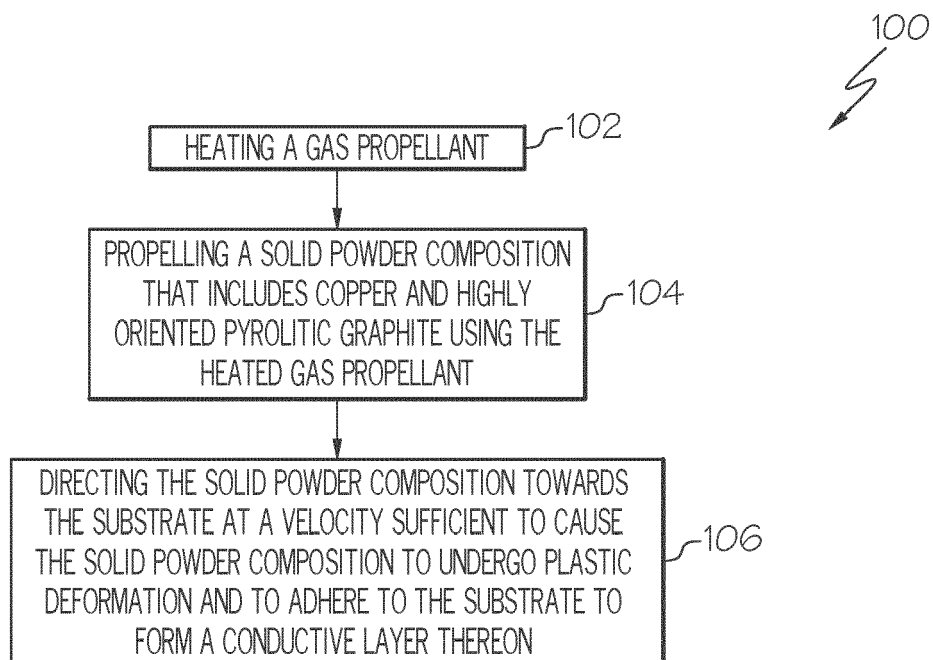 100
HEATING A GAS PROPELLANT
102
PROPELLING A SOLID POWDER COMPOSITION
THAT INCLUDES COPPER AND HIGHLY
ORIENTED PYROLITIC GRAPHITE USING THE
HEATED GAS PROPELLANT
104
DIRECTING THE SOLID POWDER COMPOSITION TOWARDS
THE SUBSTRATE AT A VELOCITY SUFFICIENT TO CAUSE
THE SOLID POWDER COMPOSITION TO UNDERGO PLASTIC
DEFORMATION AND TO ADHERE TO THE SUBSTRATE TO
FORM A CONDUCTIVE LAYER THEREON
106